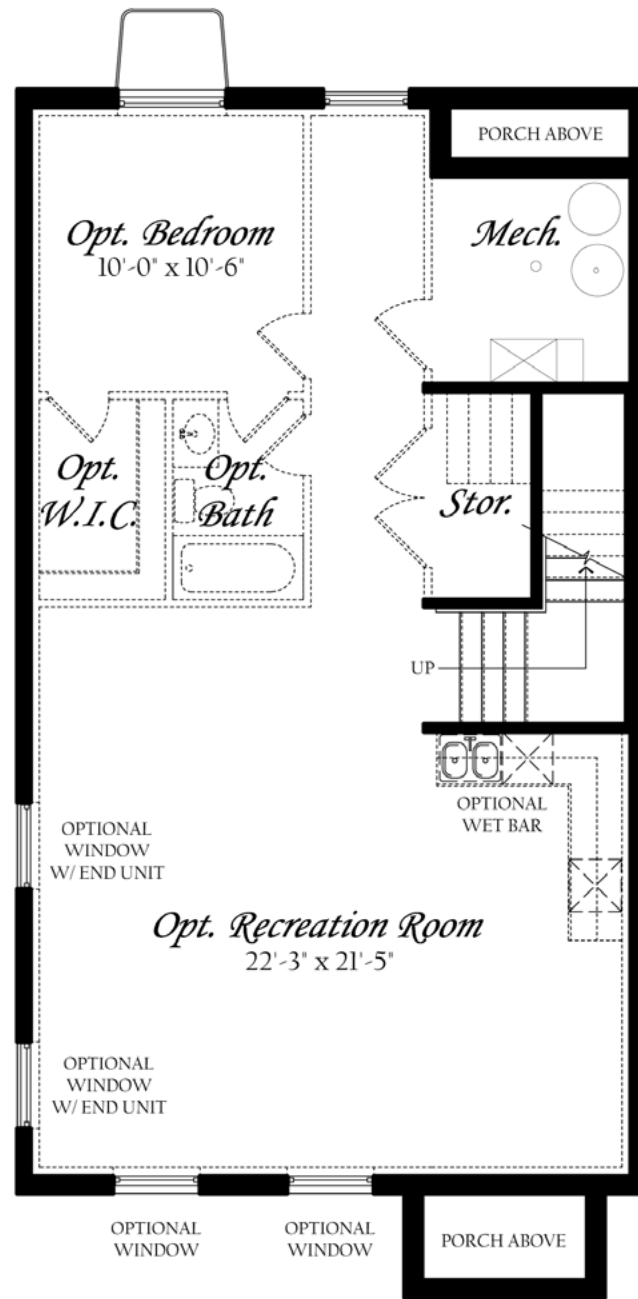 PORCH ABOVE
Opt. Bedroom
10'-0" x 10'-6"
Mech.
Opt.
W.I.C.
Opt.
Bath
Stor.
UP
OPTIONAL
WET BAR
OPTIONAL
WINDOW
W/ END UNIT
Opt. Recreation Room
22'-3" x 21'-5"
OPTIONAL
WINDOW
W/ END UNIT
OPTIONAL
WINDOW
OPTIONAL
WINDOW
PORCH ABOVE